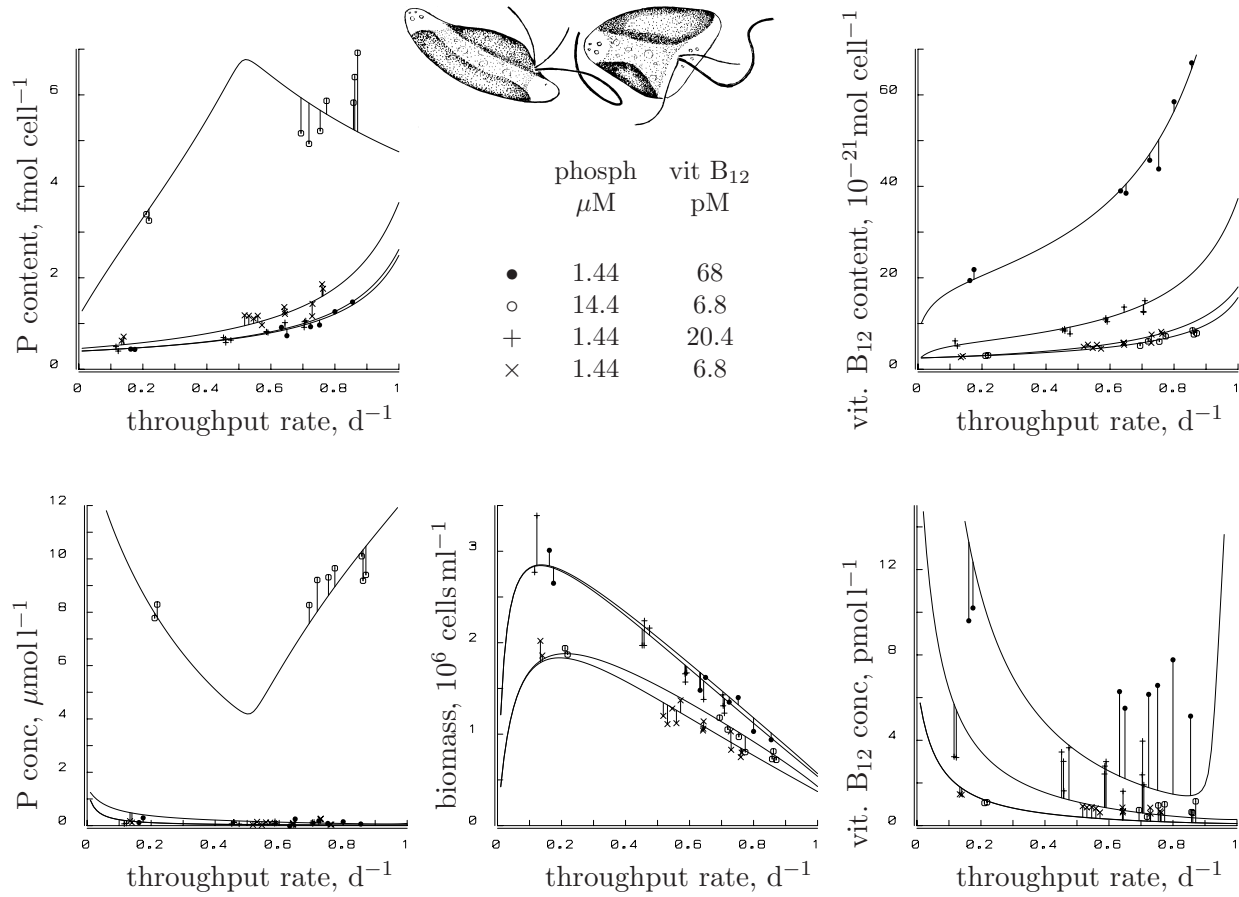 P content, fmol cell−1
6
4
2
0
0 0.2 0.4 0.6 0.8 1
throughput rate, d−1
phosph vit B12
μM pM
● 1.44 68
○ 14.4 6.8
+ 1.44 20.4
× 1.44 6.8
vit. B12 content, 10−21mol cell−1
60
40
20
0
0 0.2 0.4 0.6 0.8 1
throughput rate, d−1
P conc, μmol l−1
12
10
8
6
4
2
0
0 0.2 0.4 0.6 0.8 1
throughput rate, d−1
biomass, 106 cells ml−1
3
2
1
0
0 0.2 0.4 0.6 0.8 1
throughput rate, d−1
vit. B12 conc, pmol l−1
12
8
4
0
0 0.2 0.4 0.6 0.8 1
throughput rate, d−1